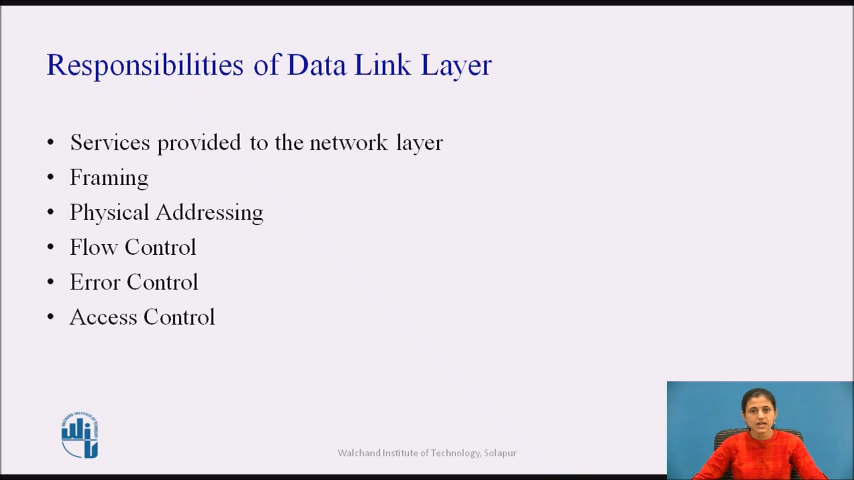 Responsibilities of Data Link Layer
• Services provided to the network layer
• Framing
• Physical Addressing
• Flow Control
• Error Control
• Access Control
Walchand Institute of Technology, Solapur